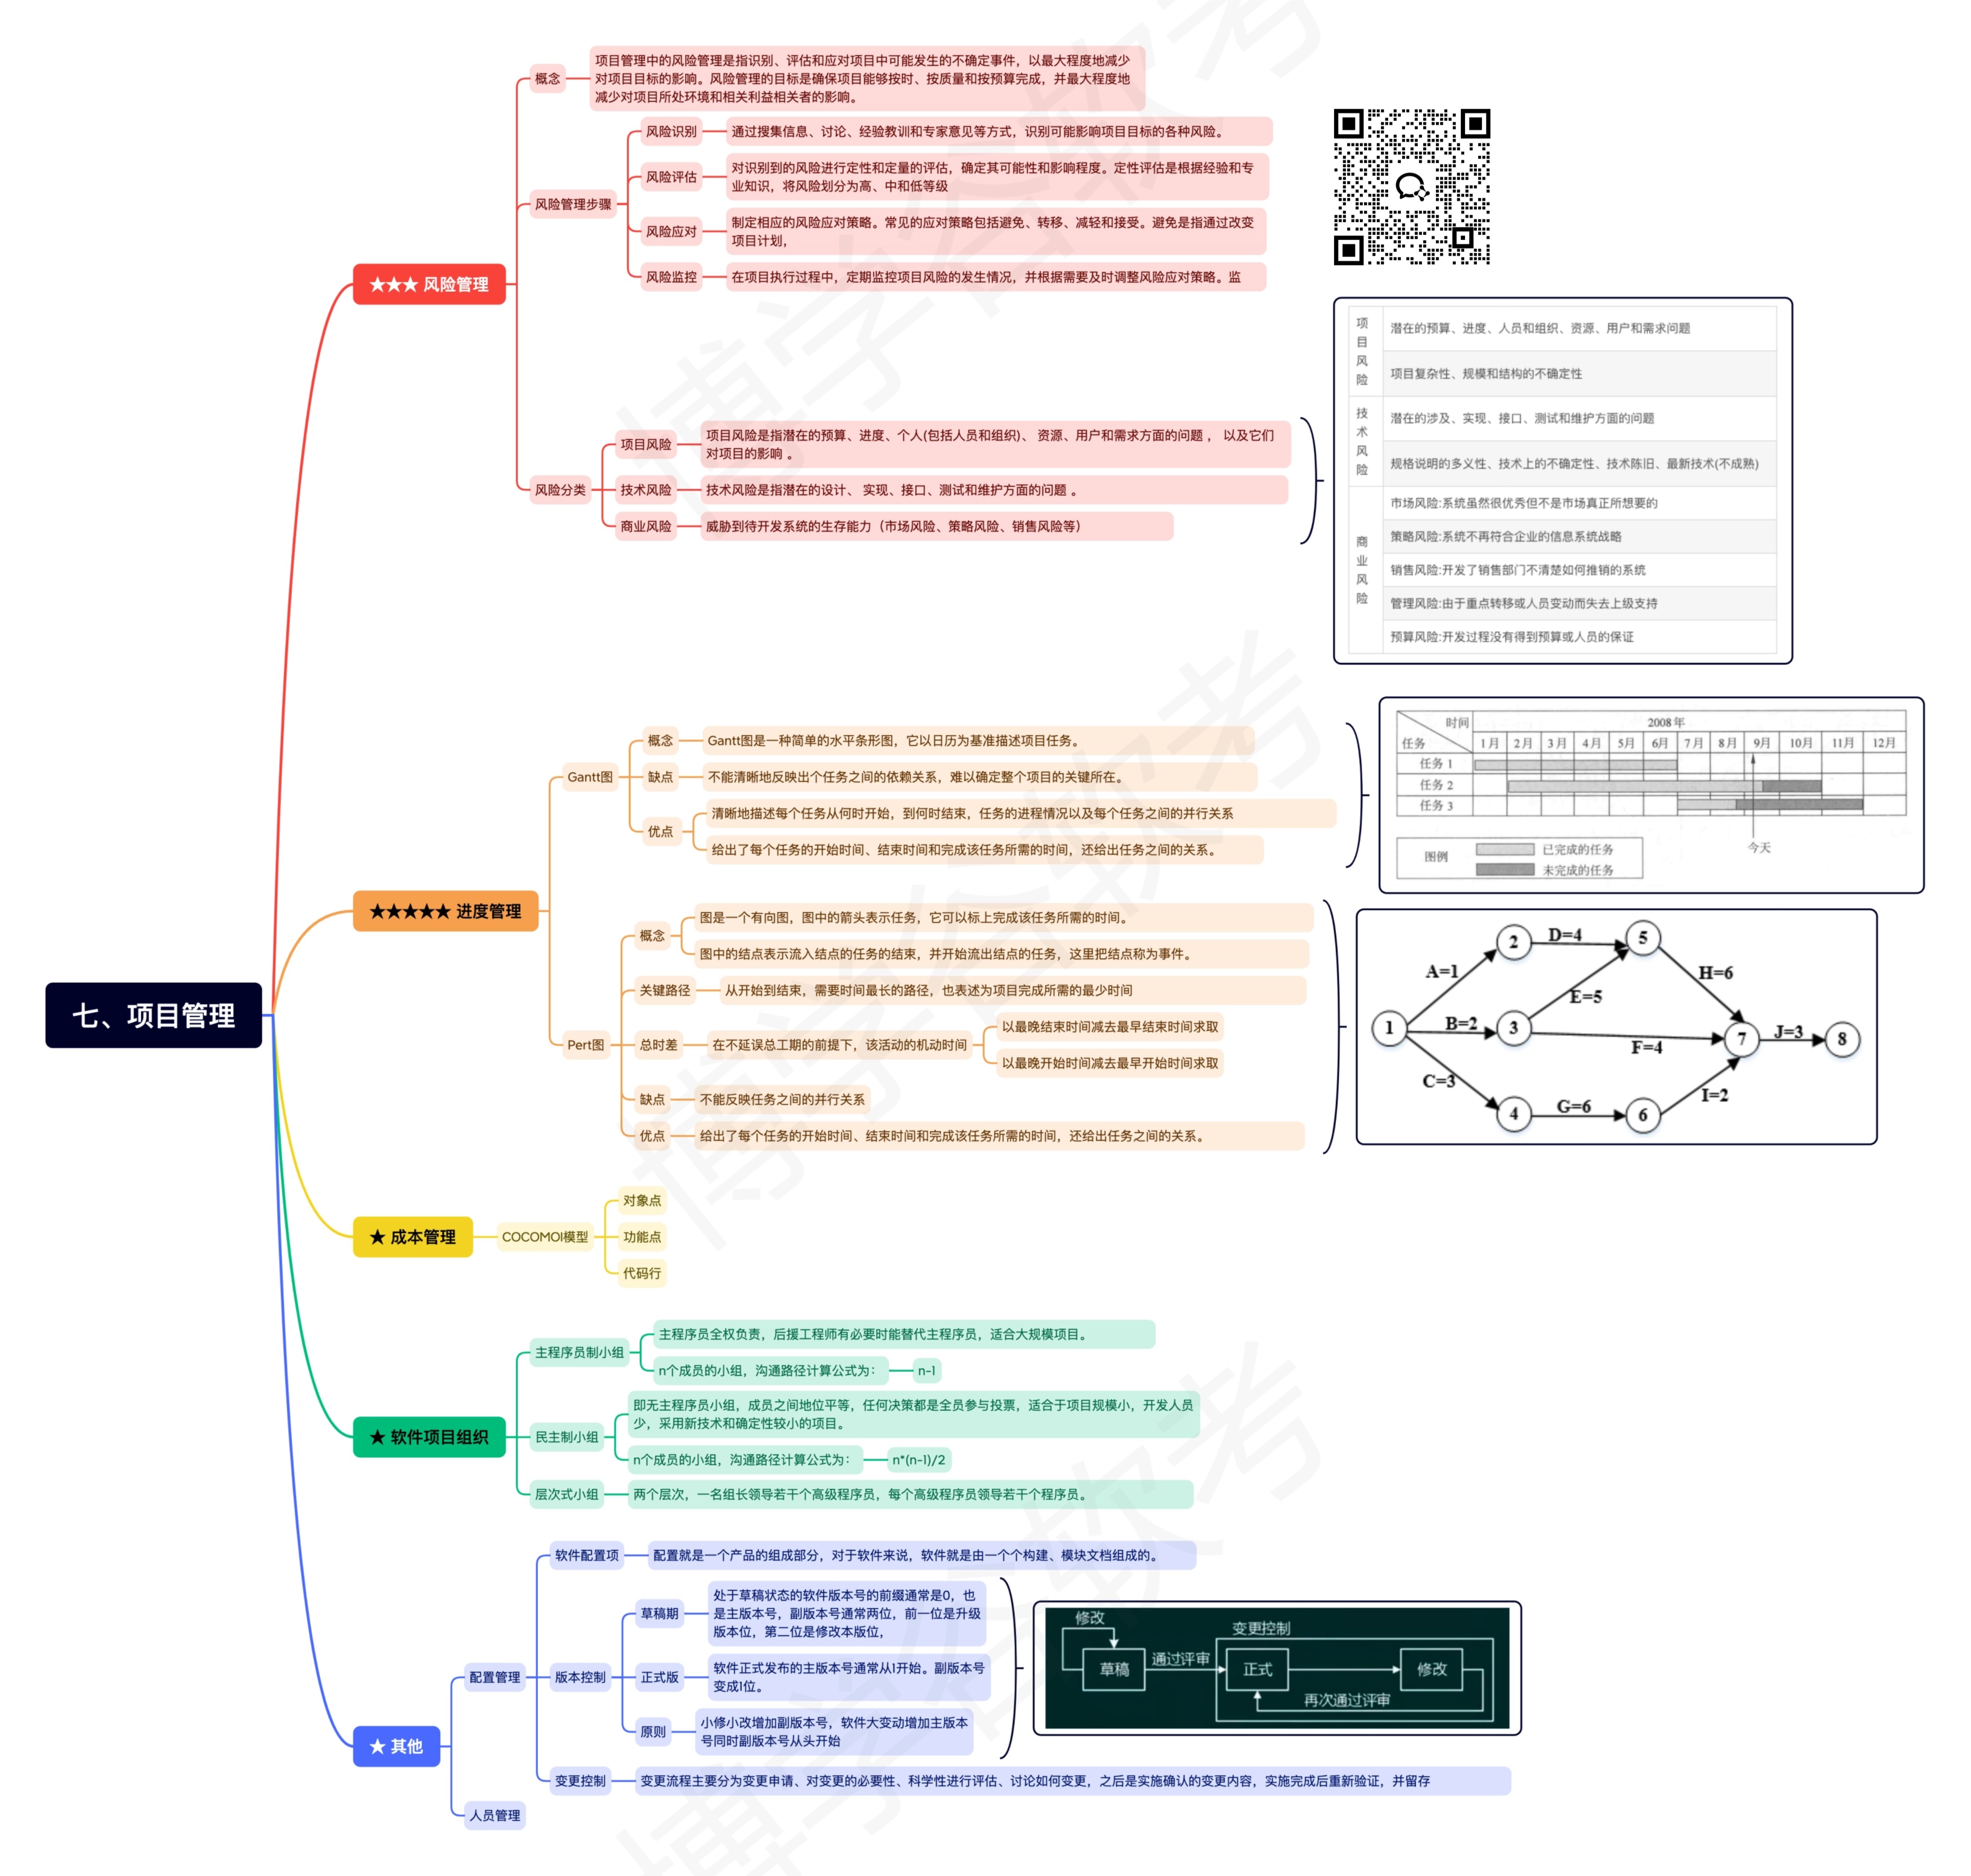 七、项目管理
★★★ 风险管理
概念
项目管理中的风险管理是指识别、评估和应对项目中可能发生的不确定事件，以最大程度地减少
对项目目标的影响。风险管理的目标是确保项目能够按时、按质量和按预算完成，并最大程度地
减少对项目所处环境和相关利益相关者的影响。
风险管理步骤
风险识别
通过搜集信息、讨论、经验教训和专家意见等方式，识别可能影响项目目标的各种风险。
风险评估
对识别到的风险进行定性和定量的评估，确定其可能性和影响程度。定性评估是根据经验和专
业知识，将风险划分为高、中和低等级
风险应对
制定相应的风险应对策略。常见的应对策略包括避免、转移、减轻和接受。避免是指通过改变
项目计划，
风险监控
在项目执行过程中，定期监控项目风险的发生情况，并根据需要及时调整风险应对策略。监
风险分类
项目风险
项目风险是指潜在的预算、进度、个人(包括人员和组织)、 资源、用户和需求方面的问题 ， 以及它们
对项目的影响 。
技术风险
技术风险是指潜在的设计、 实现、接口、测试和维护方面的问题 。
商业风险
威胁到待开发系统的生存能力（市场风险、策略风险、销售风险等）
项目风险
潜在的预算、进度、人员和组织、资源、用户和需求问题
项目复杂性、规模和结构的不确定性
技术风险
潜在的涉及、实现、接口、测试和维护方面的问题
规格说明的多义性、技术上的不确定性、技术陈旧、最新技术(不成熟)
商业风险
市场风险:系统虽然很优秀但不是市场真正所想要的
策略风险:系统不再符合企业的信息系统战略
销售风险:开发了销售部门不清楚如何推销的系统
管理风险:由于重点转移或人员变动而失去上级支持
预算风险:开发过程没有得到预算或人员的保证
★★★★★ 进度管理
Gantt图
概念
Gantt图是一种简单的水平条形图，它以日历为基准描述项目任务。
缺点
不能清晰地反映出个任务之间的依赖关系，难以确定整个项目的关键所在。
优点
清晰地描述每个任务从何时开始，到何时结束，任务的进程情况以及每个任务之间的并行关系
给出了每个任务的开始时间、结束时间和完成该任务所需的时间，还给出任务之间的关系。
时间
任务
2008年
1月 2月 3月 4月 5月 6月 7月 8月 9月 10月 11月 12月
任务 1
任务 2
任务 3
今天
图例
已完成的任务
未完成的任务
Pert图
概念
图是一个有向图，图中的箭头表示任务，它可以标上完成该任务所需的时间。
图中的结点表示流入结点的任务的结束，并开始流出结点的任务，这里把结点称为事件。
关键路径
从开始到结束，需要时间最长的路径，也表述为项目完成所需的最少时间
总时差
在不延误总工期的前提下，该活动的机动时间
以最晚结束时间减去最早结束时间求取
以最晚开始时间减去最早开始时间求取
缺点
不能反映任务之间的并行关系
优点
给出了每个任务的开始时间、结束时间和完成该任务所需的时间，还给出任务之间的关系。
2
D=4
5
A=1
H=6
E=5
1
B=2
3
F=4
7
J=3
8
C=3
4
G=6
6
I=2
★ 成本管理
COCOMOI模型
对象点
功能点
代码行
★ 软件项目组织
主程序员制小组
主程序员全权负责，后援工程师有必要时能替代主程序员，适合大规模项目。
n个成员的小组，沟通路径计算公式为：
n-1
民主制小组
即无主程序员小组，成员之间地位平等，任何决策都是全员参与投票，适合于项目规模小，开发人员
少，采用新技术和确定性较小的项目。
n个成员的小组，沟通路径计算公式为：
n*(n-1)/2
层次式小组
两个层次，一名组长领导若干个高级程序员，每个高级程序员领导若干个程序员。
★ 其他
配置管理
软件配置项
配置就是一个产品的组成部分，对于软件来说，软件就是由一个个构建、模块文档组成的。
版本控制
草稿期
处于草稿状态的软件版本号的前缀通常是0，也
是主版本号，副版本号通常两位，前一位是升级
版本位，第二位是修改本版位，
正式版
软件正式发布的主版本号通常从1开始。副版本号
变成1位。
原则
小修小改增加副版本号，软件大变动增加主版本
号同时副版本号从头开始
修改
草稿
通过评审
变更控制
正式
修改
再次通过评审
变更控制
变更流程主要分为变更申请、对变更的必要性、科学性进行评估、讨论如何变更，之后是实施确认的变更内容，实施完成后重新验证，并留存
人员管理
博学谷软考
博学谷软考
博学谷软考